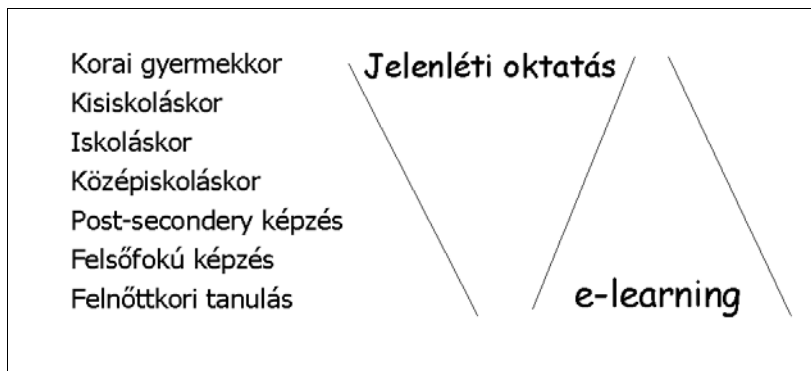 Korai gyermekkor
Kisiskoláskor
Iskoláskor
Középiskoláskor
Post-secondery képzés
Felsőfokú képzés
Felnőttkori tanulás
Jelenléti oktatás
e-learning